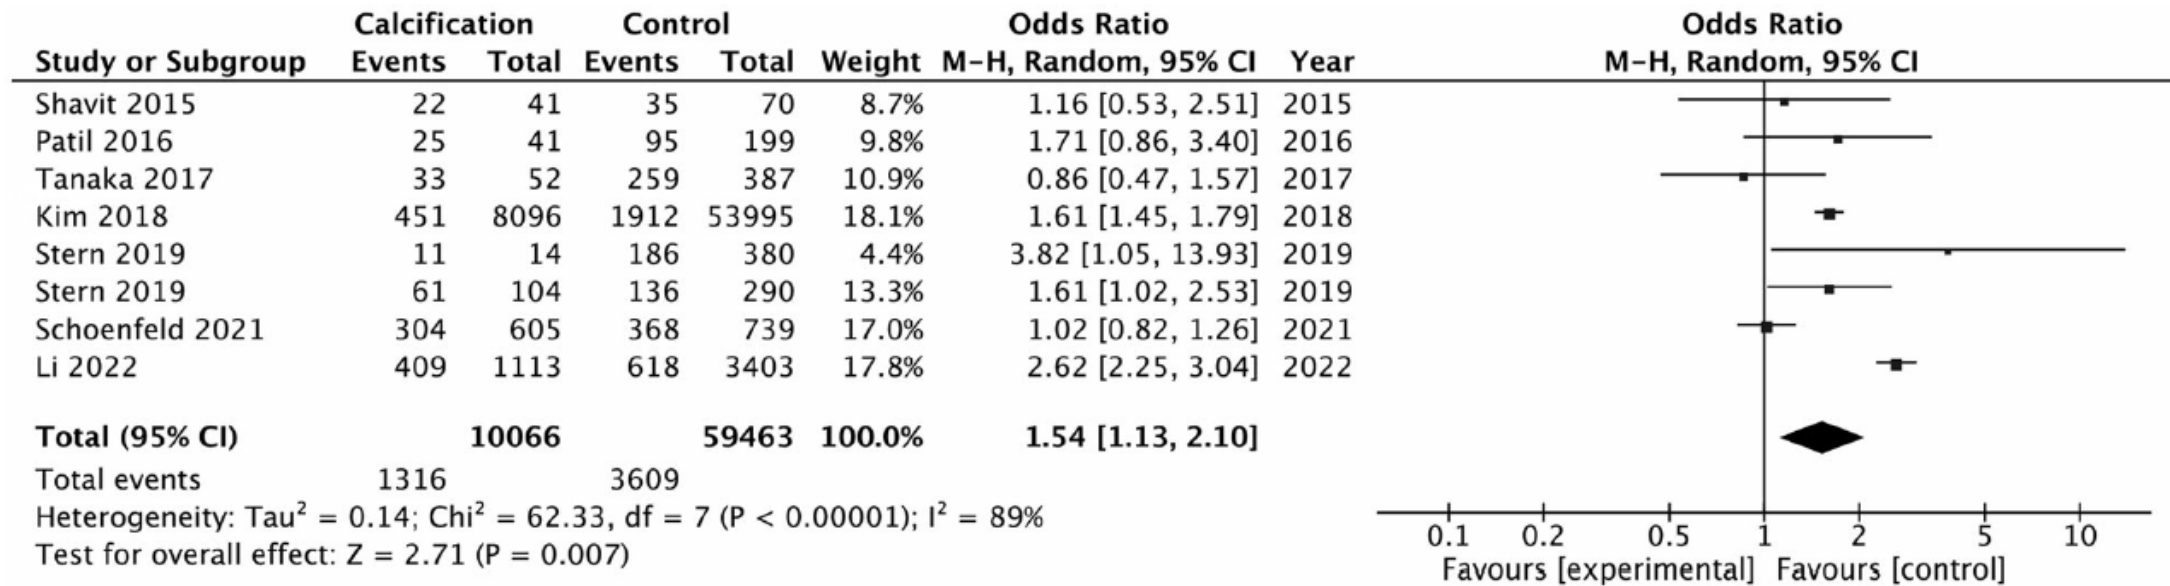 Calcification Control Odds Ratio Odds Ratio
Study or Subgroup Events Total Events Total Weight M-H, Random, 95% CI Year M-H, Random, 95% CI
Shavit 2015 22 41 35 70 8.7% 1.16 [0.53, 2.51] 2015
Patil 2016 25 41 95 199 9.8% 1.71 [0.86, 3.40] 2016
Tanaka 2017 33 52 259 387 10.9% 0.86 [0.47, 1.57] 2017
Kim 2018 451 8096 1912 53995 18.1% 1.61 [1.45, 1.79] 2018
Stern 2019 11 14 186 380 4.4% 3.82 [1.05, 13.93] 2019
Stern 2019 61 104 136 290 13.3% 1.61 [1.02, 2.53] 2019
Schoenfeld 2021 304 605 368 739 17.0% 1.02 [0.82, 1.26] 2021
Li 2022 409 1113 618 3403 17.8% 2.62 [2.25, 3.04] 2022
Total (95% CI) 10066 59463 100.0% 1.54 [1.13, 2.10]
Total events 1316 3609
Heterogeneity: Tau² = 0.14; Chi² = 62.33, df = 7 (P < 0.00001); I² = 89%
Test for overall effect: Z = 2.71 (P = 0.007)
0.1 0.2 0.5 1 2 5 10
Favours [experimental] Favours [control]